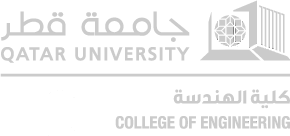 جامعة قطر
QATAR UNIVERSITY
كلية الهندسة
COLLEGE OF ENGINEERING